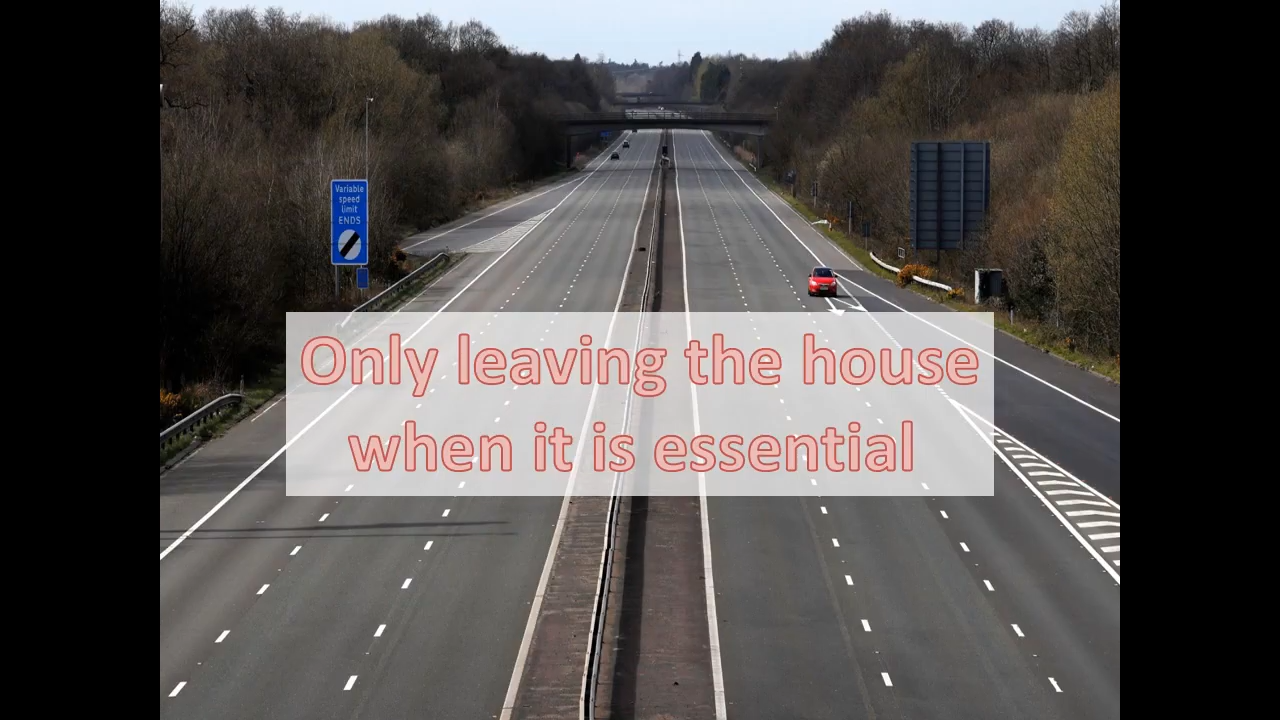 Variable
speed
limit
ENDS
Only leaving the house
when it is essential